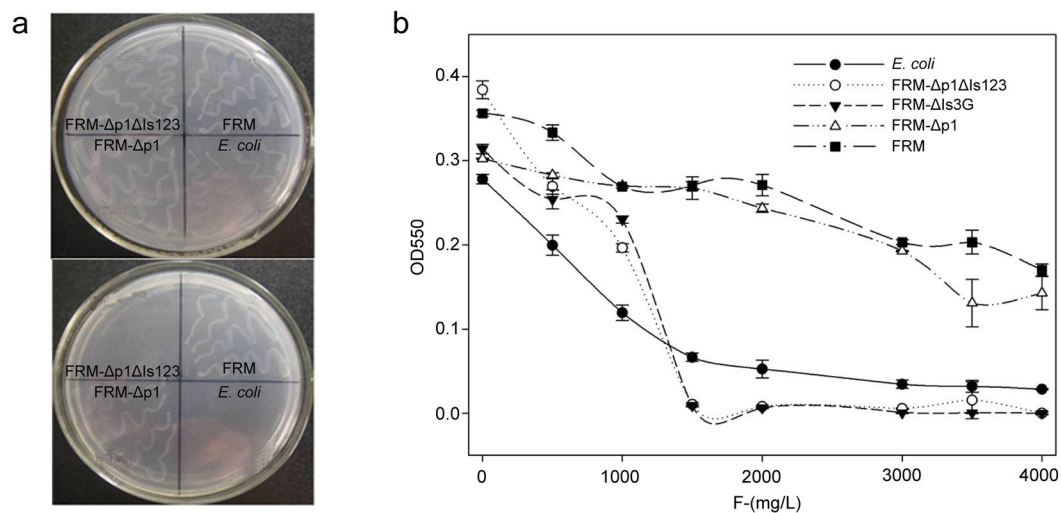 a
FRM-Δp1ΔIs123 FRM
FRM-Δp1 E. coli
FRM-Δp1ΔIs123 FRM
FRM-Δp1 E. coli
b
E. coli
FRM-Δp1ΔIs123
FRM-ΔIs3G
FRM-Δp1
FRM
0.4
0.3
0.2
0.1
0.0
OD550
0 1000 2000 3000 4000
F-(mg/L)